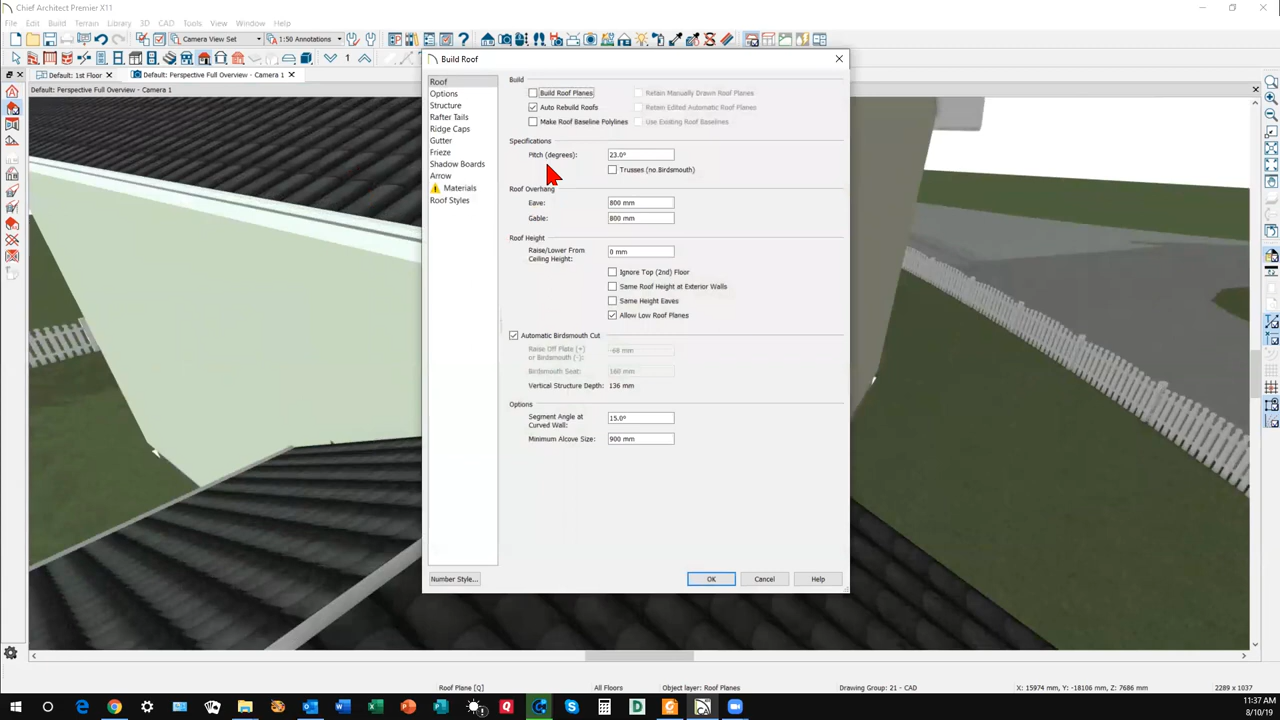 Chief Architect Premier X11
File Edit Build Terrain Library 3D CAD Tools View Window Help
Camera View Set 1:50 Annotations
Default: 1st Floor Default: Perspective Full Overview - Camera 1
Default: Perspective Full Overview - Camera 1
Build Roof
Roof
Options
Structure
Rafter Tails
Ridge Caps
Gutter
Frieze
Shadow Boards
Arrow
Materials
Roof Styles
Build
Build Roof Planes Retain Manually Drawn Roof Planes
Auto Rebuild Roofs Retain Edited Automatic Roof Planes
Make Roof Baseline Polylines Use Existing Roof Baselines
Specifications
Pitch (degrees): 23.0°
Trusses (no Birdsmouth)
Roof Overhang
Eave: 800 mm
Gable: 800 mm
Roof Height
Raise/Lower From
Ceiling Height: 0 mm
Ignore Top (2nd) Floor
Same Roof Height at Exterior Walls
Same Height Eaves
Allow Low Roof Planes
Automatic Birdsmouth Cut
Raise Off Plate (+)
or Birdsmouth (-): -68 mm
Birdsmouth Seat: 160 mm
Vertical Structure Depth: 136 mm
Options
Segment Angle at
Curved Wall: 15.0°
Minimum Alcove Size: 900 mm
Number Style... OK Cancel Help
Roof Plane [Q] All Floors Object layer: Roof Planes Drawing Group: 21 - CAD X: 15974 mm, Y: -18106 mm, Z: 7686 mm 2289 x 1037
11:37 AM
8/10/19